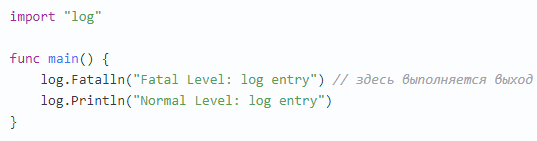 import "log"
func main() {
log.Fatalln("Fatal Level: log entry") // здесь выполняется выход
log.Println("Normal Level: log entry")
}